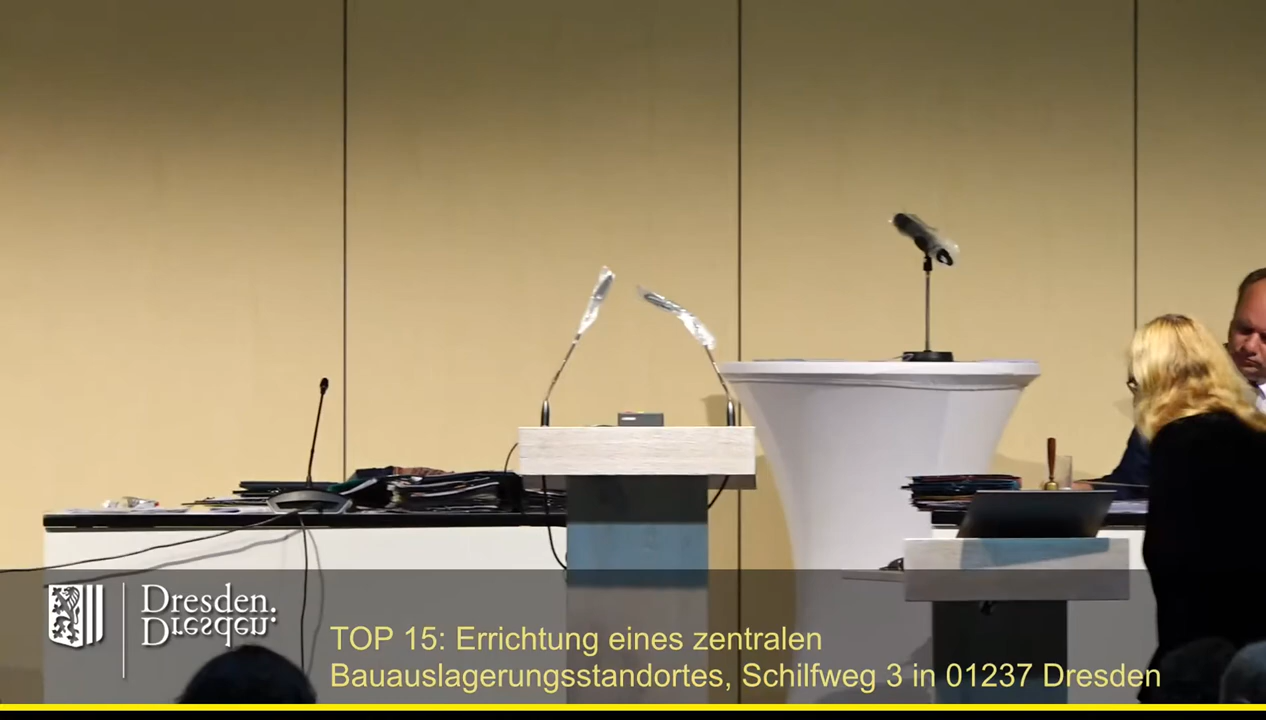 Dresden.
Dresden.
TOP 15: Errichtung eines zentralen
Bauauslagerungsstandortes, Schilfweg 3 in 01237 Dresden